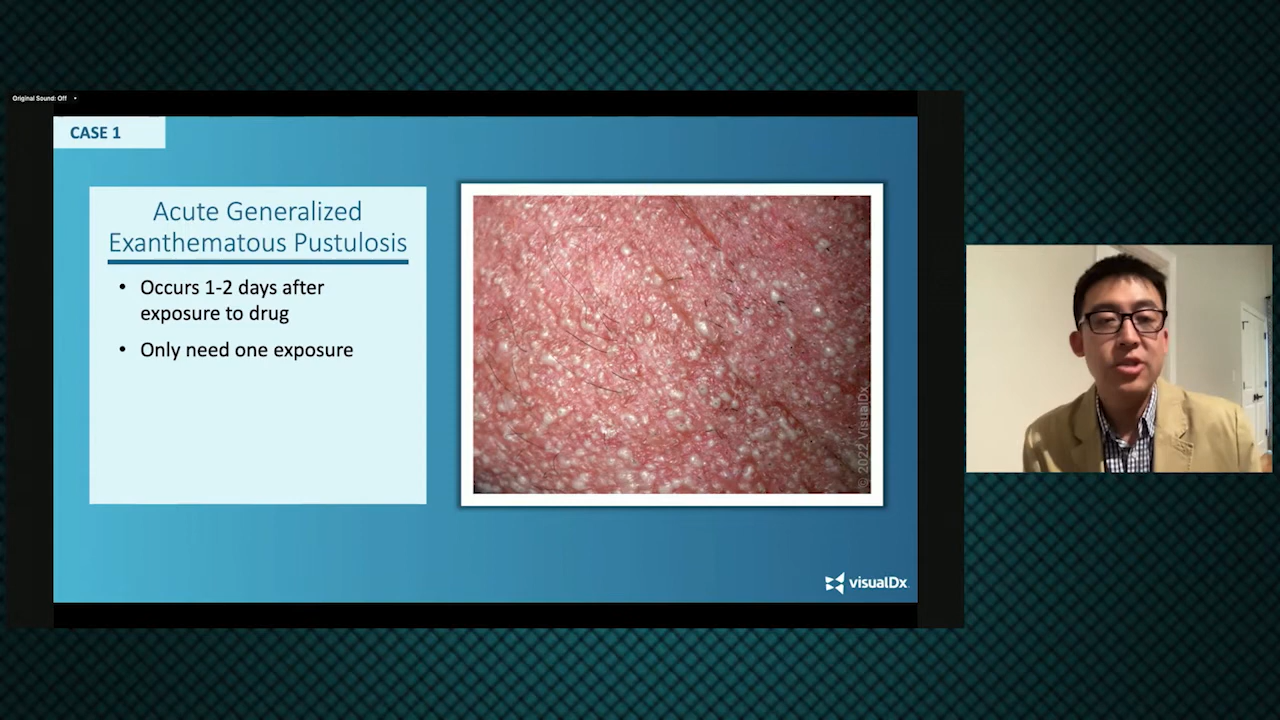 Original Sound: Off
CASE 1
Acute Generalized
Exanthematous Pustulosis
• Occurs 1-2 days after
exposure to drug
• Only need one exposure
© 2022 VisualDx
visualDx